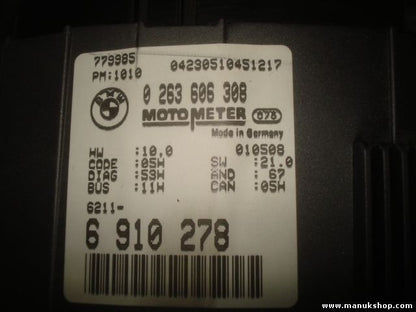 779985 04230510451217
PM:1010
BMW
0 263 606 308
MOTOMETER
Made in Germany
HW :10.0 010508
CODE :05H SW :21.0
DIAG :53H AND : 67
BUS :11H CAN :05H
6211-
6 910 278
www.manukshop.com